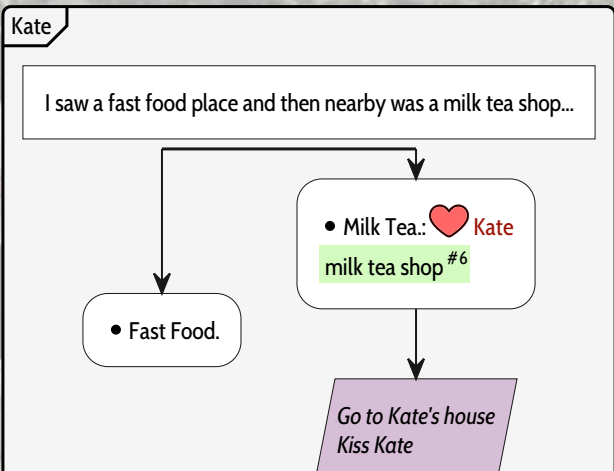 Kate
I saw a fast food place and then nearby was a milk tea shop...
• Milk Tea.: Kate
milk tea shop #6
• Fast Food.
Go to Kate's house
Kiss Kate